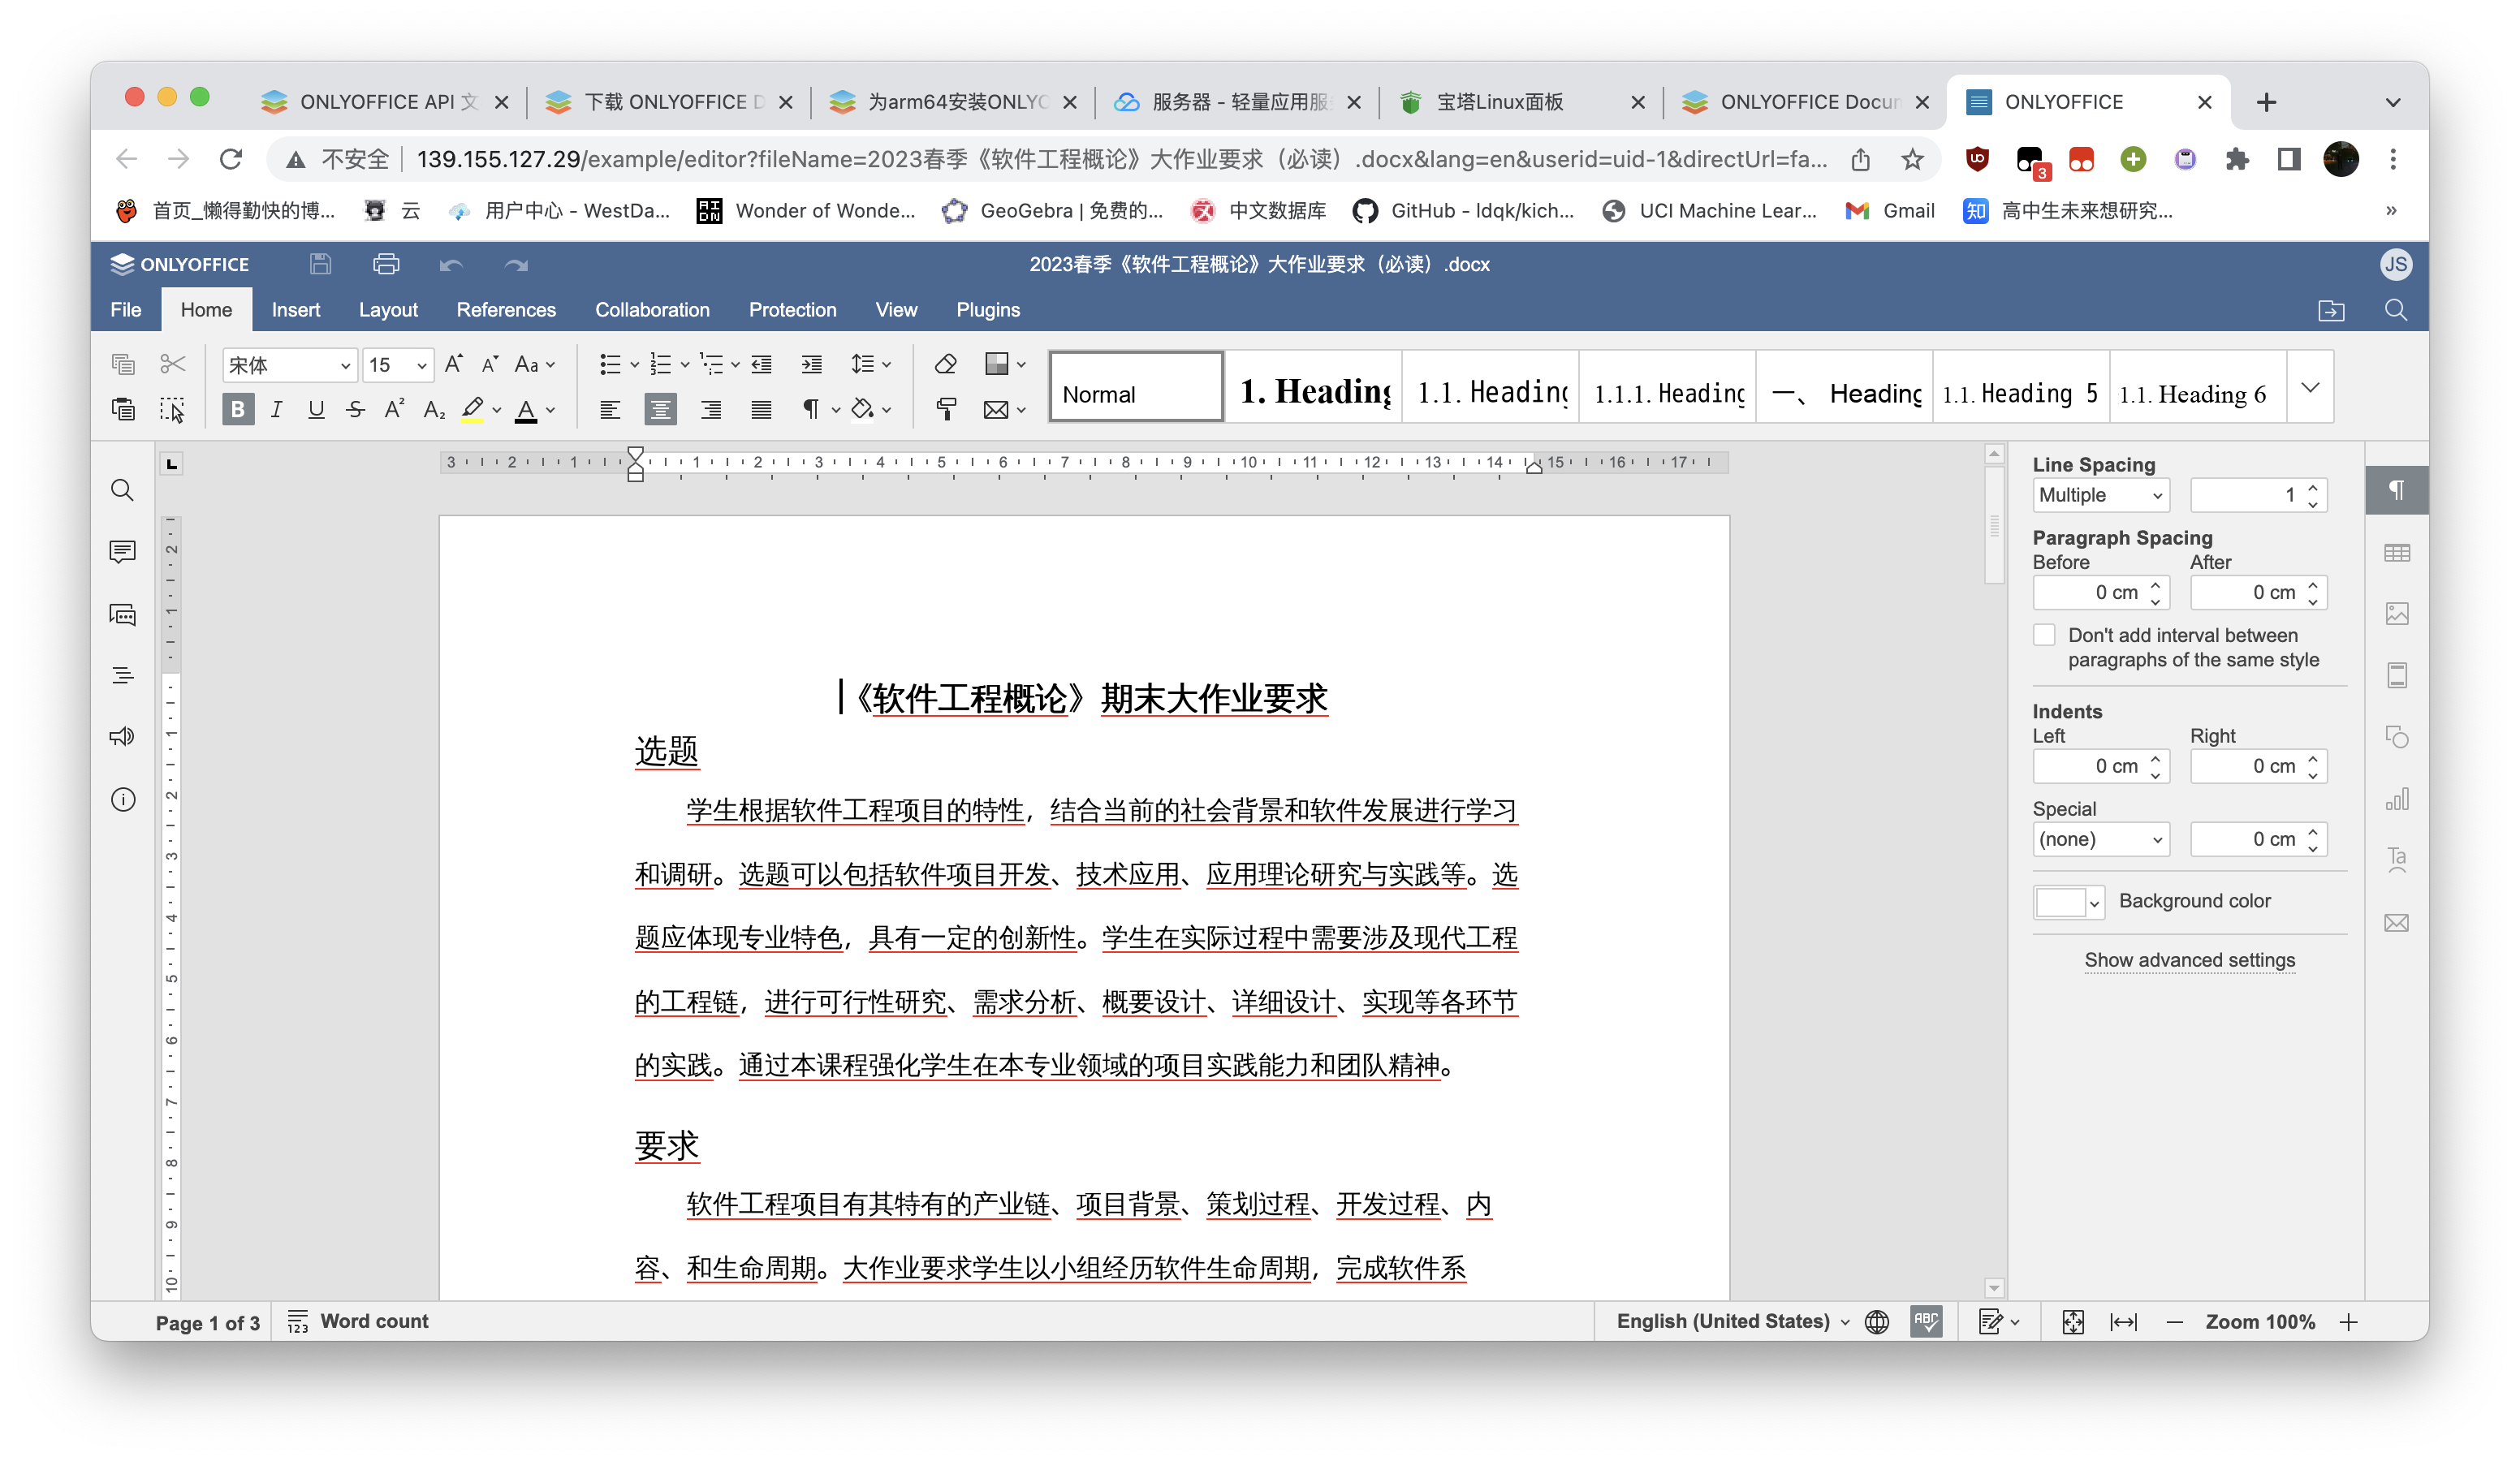 ONLYOFFICE API 文
下载 ONLYOFFICE D
为arm64安装ONLYO
服务器 - 轻量应用服
宝塔Linux面板
ONLYOFFICE Docun
ONLYOFFICE
不安全
139.155.127.29/example/editor?fileName=2023春季《软件工程概论》大作业要求（必读）.docx&lang=en&userid=uid-1&directUrl=fa...
3
首页_懒得勤快的博...
云
用户中心 - WestDa...
Wonder of Wonde...
GeoGebra | 免费的...
中文数据库
GitHub - ldqk/kich...
UCI Machine Lear...
Gmail
知 高中生未来想研究...
ONLYOFFICE
2023春季《软件工程概论》大作业要求（必读）.docx
JS
File Home Insert Layout References Collaboration Protection View Plugins
宋体 15
Normal
1. Heading
1.1. Heading
1.1.1. Heading
一、 Heading
1.1. Heading 5
1.1. Heading 6
3 2 1 1 2 3 4 5 6 7 8 9 10 11 12 13 14 15 16 17
2 1 1 2 3 4 5 6 7 8 9 10
《软件工程概论》期末大作业要求
选题
学生根据软件工程项目的特性，结合当前的社会背景和软件发展进行学习
和调研。选题可以包括软件项目开发、技术应用、应用理论研究与实践等。选
题应体现专业特色，具有一定的创新性。学生在实际过程中需要涉及现代工程
的工程链，进行可行性研究、需求分析、概要设计、详细设计、实现等各环节
的实践。通过本课程强化学生在本专业领域的项目实践能力和团队精神。
要求
软件工程项目有其特有的产业链、项目背景、策划过程、开发过程、内
容、和生命周期。大作业要求学生以小组经历软件生命周期，完成软件系
Line Spacing
Multiple 1
Paragraph Spacing
Before After
0 cm 0 cm
Don't add interval between
paragraphs of the same style
Indents
Left Right
0 cm 0 cm
Special
(none) 0 cm
Background color
Show advanced settings
Page 1 of 3
Word count
English (United States)
Zoom 100%